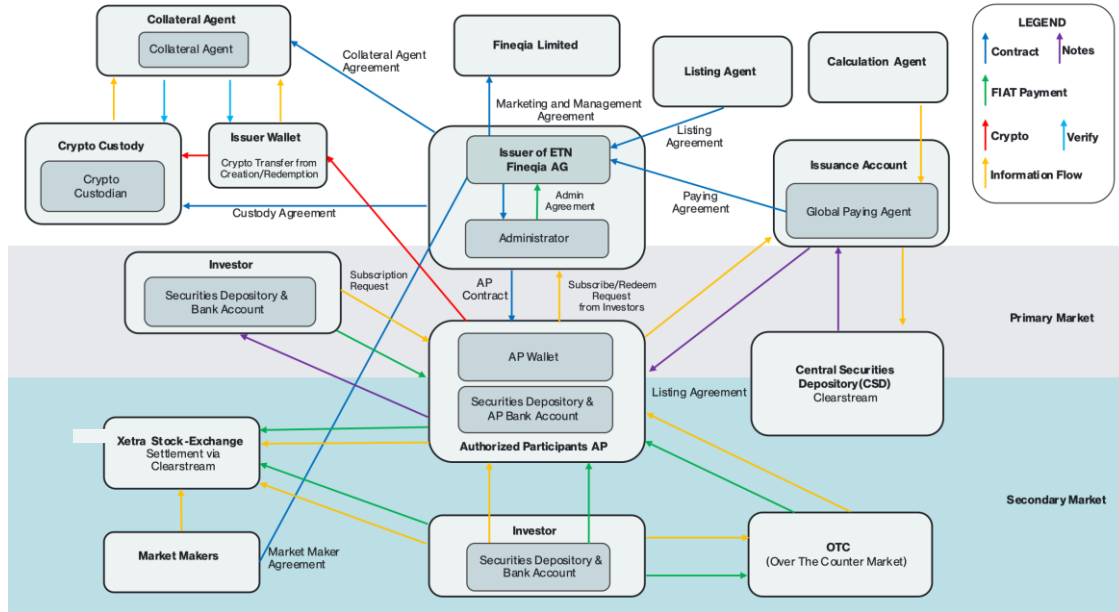 Collateral Agent
Collateral Agent
Crypto Custody
Crypto
Custodian
Issuer Wallet
Crypto Transfer from
Creation/Redemption
Collateral Agent
Agreement
Custody Agreement
Fineqia Limited
Marketing and Management
Agreement
Issuer of ETN
Fineqia AG
Admin
Agreement
Administrator
Listing Agent
Listing
Agreement
Paying
Agreement
Calculation Agent
Issuance Account
Global Paying Agent
LEGEND
Contract
Notes
FIAT Payment
Crypto
Verify
Information Flow
Investor
Securities Depository &
Bank Account
Subscription
Request
AP
Contract
Subscribe/Redeem
Request
from Investors
Primary Market
AP Wallet
Securities Depository &
AP Bank Account
Authorized Participants AP
Listing Agreement
Central Securities
Depository(CSD)
Clearstream
Xetra Stock-Exchange
Settlement via
Clearstream
Secondary Market
Market Makers
Market Maker
Agreement
Investor
Securities Depository &
Bank Account
OTC
(Over The Counter Market)